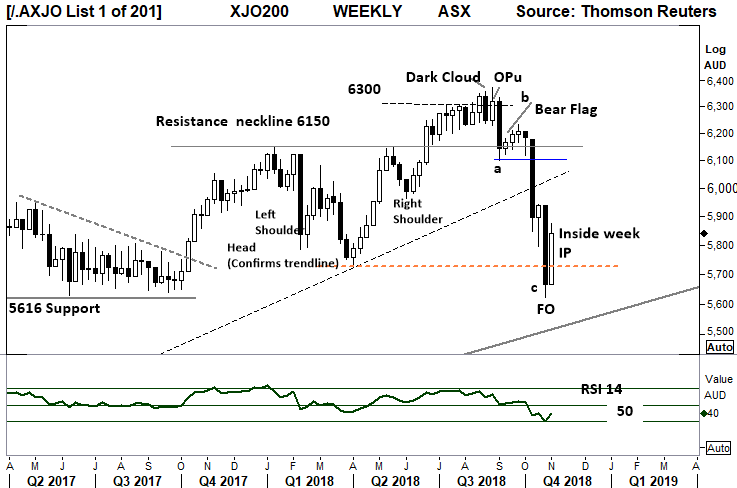 [/.AXJO List 1 of 201] XJO200 WEEKLY ASX Source: Thomson Reuters
Log
AUD
Dark Cloud OPu
6300 b
Bear Flag
Resistance neckline 6150
a
Left
Shoulder
Right
Shoulder
Head
(Confirms trendline)
Inside week
IP
c
FO
5616 Support
6,400
6,300
6,200
6,100
6,000
5,900
5,800
5,700
5,600
5,500
Auto
RSI 14
50
Value
AUD
40
Auto
A M J J A S O N D J F M A M J J A S O N D J F M A
Q2 2017 Q3 2017 Q4 2017 Q1 2018 Q2 2018 Q3 2018 Q4 2018 Q1 2019